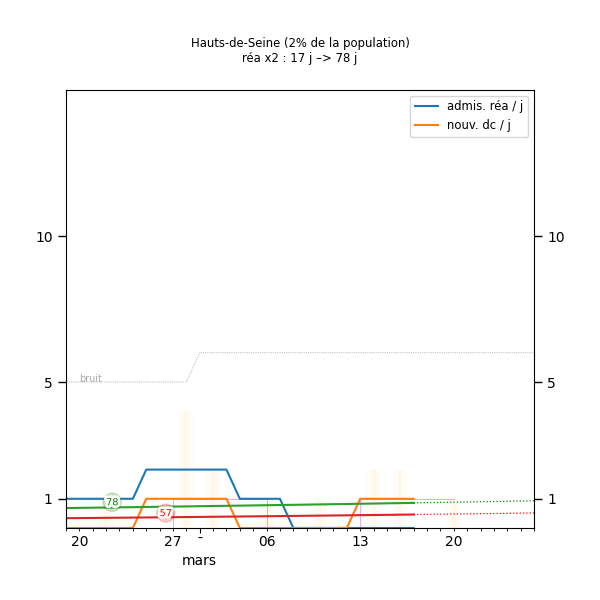 Hauts-de-Seine (2% de la population)
réa x2 : 17 j –> 78 j
admis. réa / j
nouv. dc / j
10 10
bruit
5 5
78
57
1 1
20 27 - 06 13 20
mars